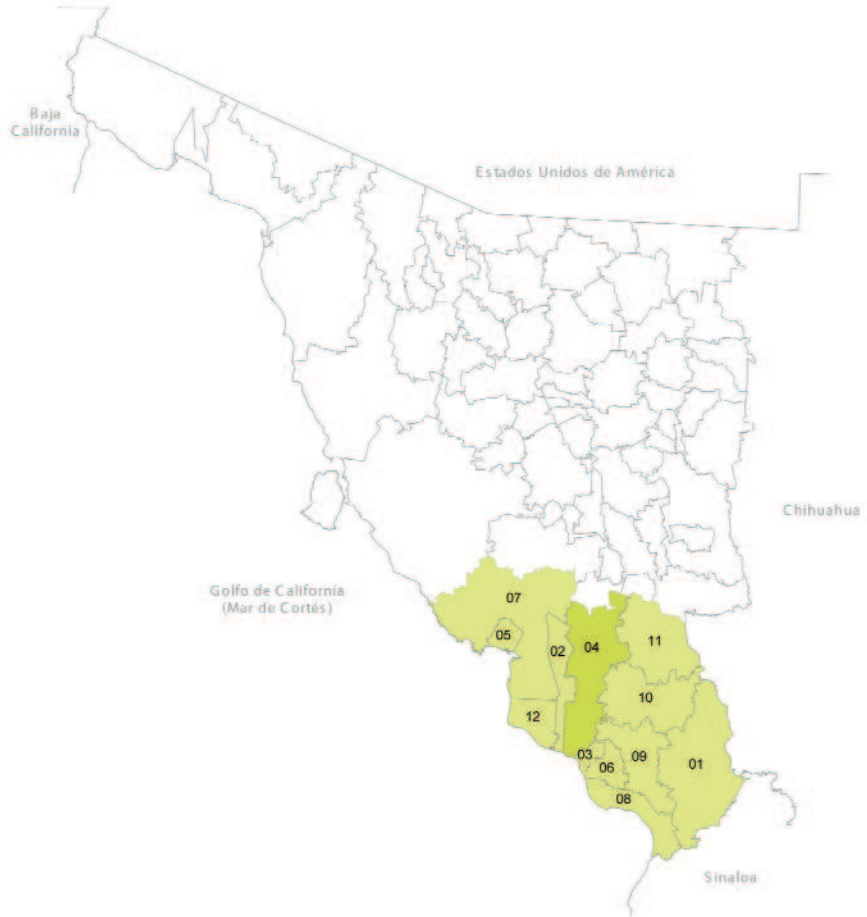 Baja
California
Estados Unidos de América
Chihuahua
Golfo de California
(Mar de Cortés)
07
05
02
04
11
10
12
03
06
09
01
08
Sinaloa